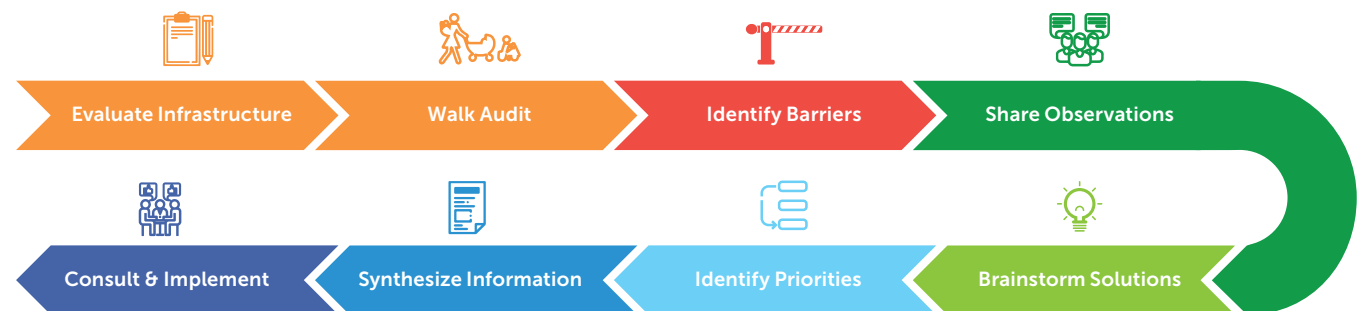 Evaluate Infrastructure
Walk Audit
Identify Barriers
Share Observations
Brainstorm Solutions
Identify Priorities
Synthesize Information
Consult & Implement